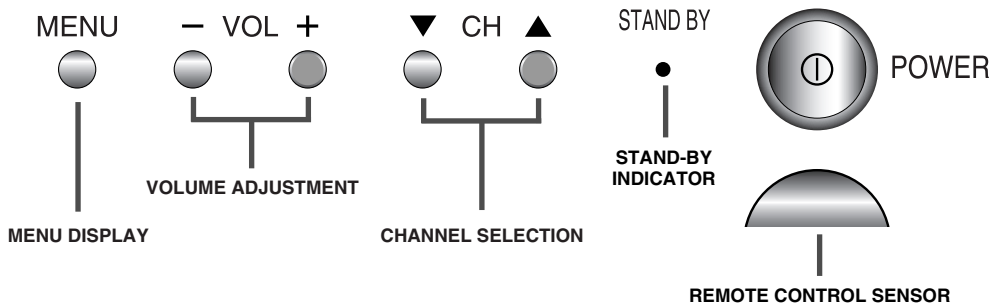 MENU
− VOL +
▼ CH ▲
STAND BY
POWER
STAND-BY
INDICATOR
VOLUME ADJUSTMENT
MENU DISPLAY
CHANNEL SELECTION
REMOTE CONTROL SENSOR